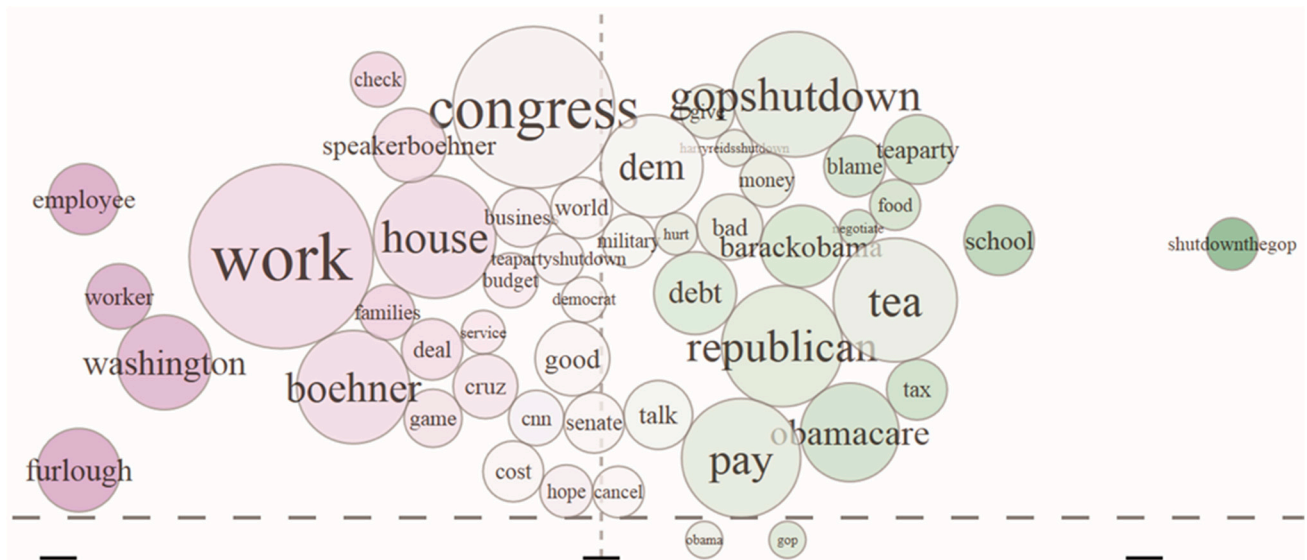 check
congress
gopshutdown
give
speakerboehner
dem
harryreidsshutdown
blame
teaparty
money
employee
business
world
food
work
house
military
hurt
bad
negotiate
barackobama
school
shutdownthegop
teapartyshutdown
budget
worker
families
democrat
debt
tea
service
deal
good
republican
washington
boehner
cruz
tax
game
cnn
senate
talk
obamacare
furlough
cost
pay
hope
cancel
obama
gop